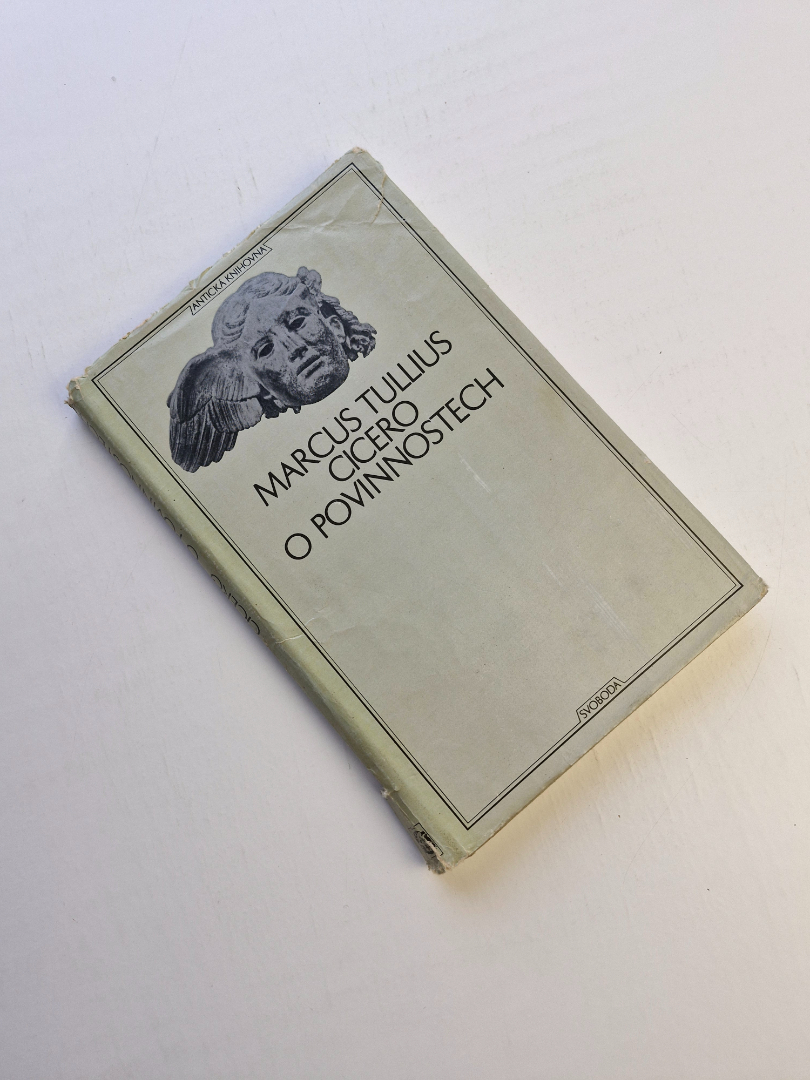 ANTICKÁ KNIHOVNA
MARCUS TULLIUS
CICERO
O POVINNOSTECH
SVOBODA